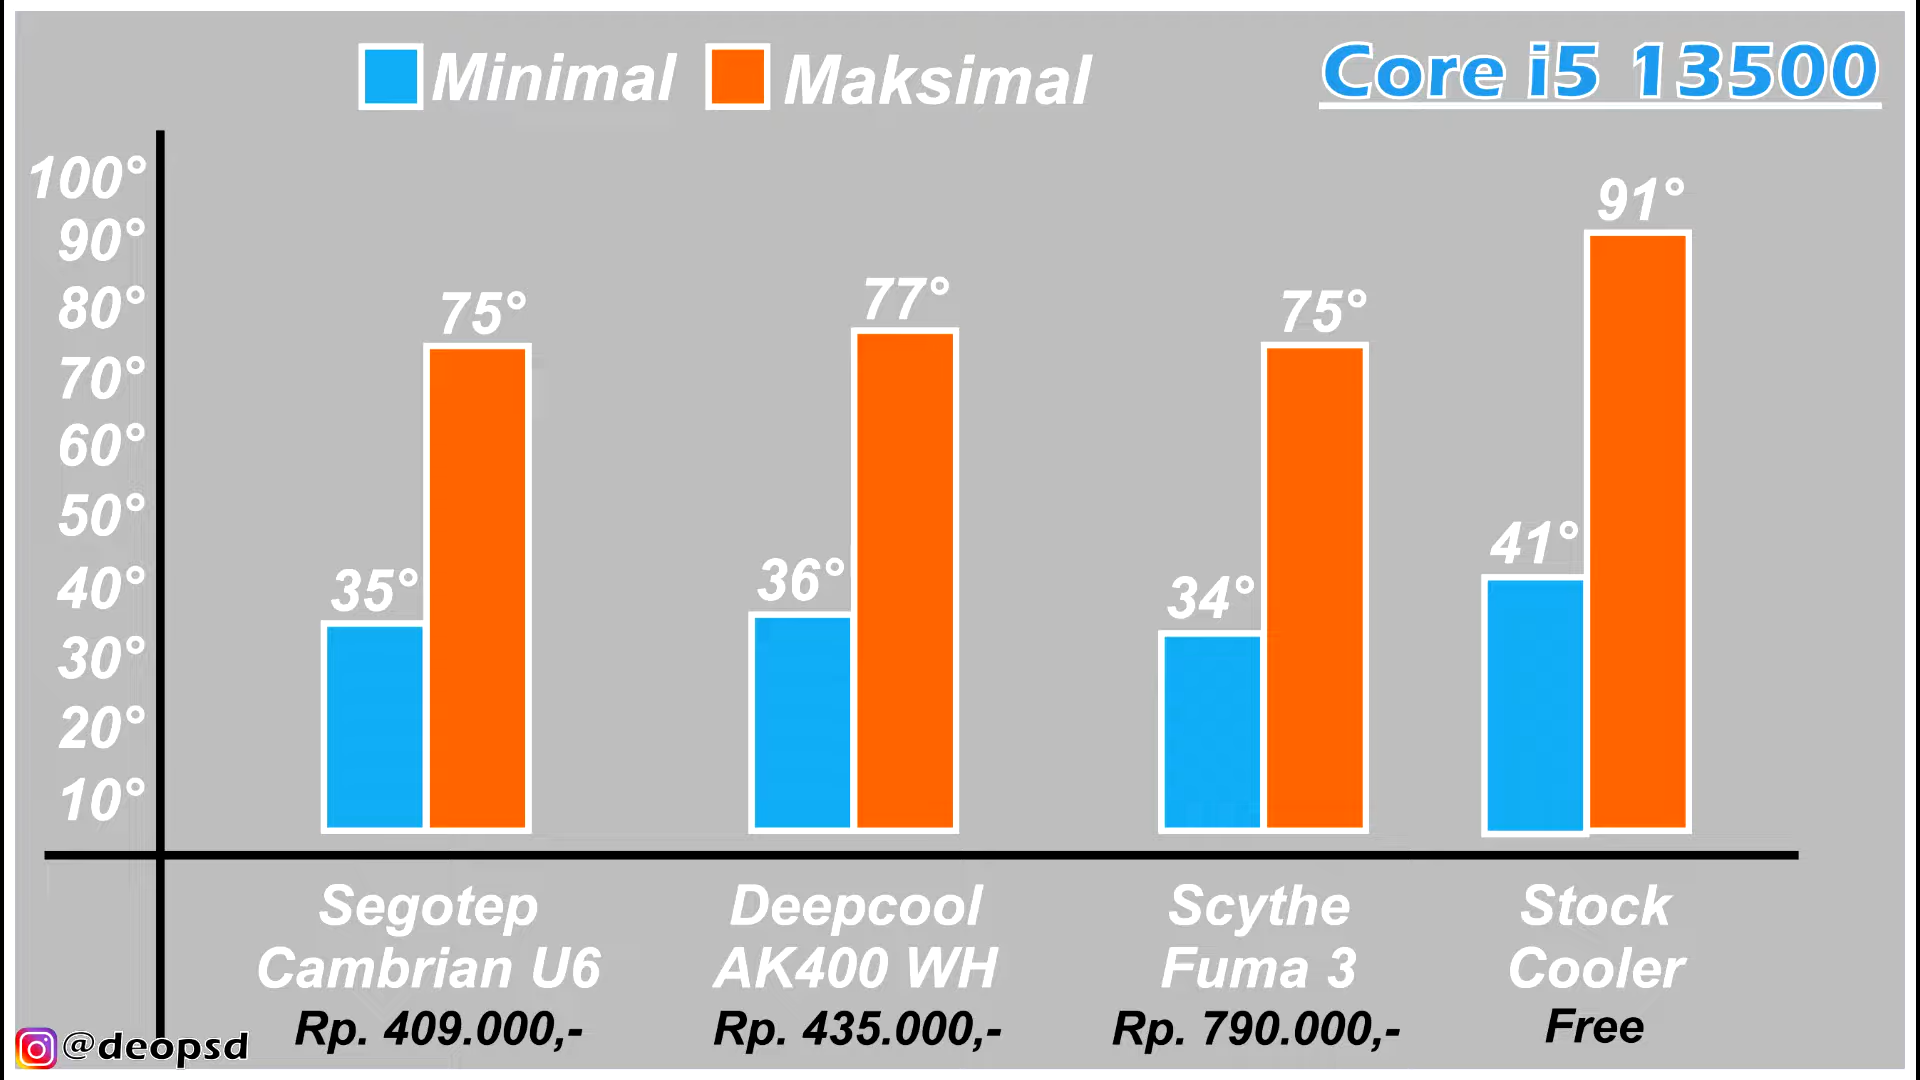 Minimal Maksimal Core i5 13500
100°
90°
80°
70°
60°
50°
40°
30°
20°
10°
35° 75° 36° 77° 34° 75° 41° 91°
Segotep Deepcool Scythe Stock
Cambrian U6 AK400 WH Fuma 3 Cooler
Rp. 409.000,- Rp. 435.000,- Rp. 790.000,- Free
@deopsd